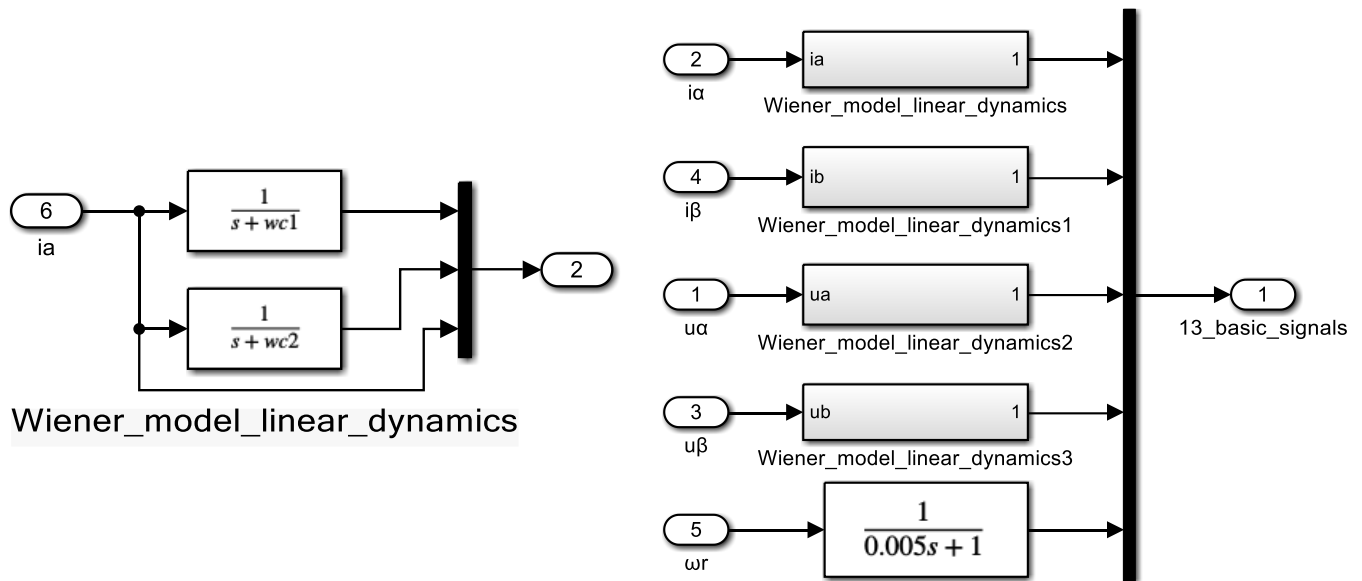 6
ia
1
s + wc1
1
s + wc2
2
Wiener_model_linear_dynamics
2
iα
ia 1
Wiener_model_linear_dynamics
4
iβ
ib 1
Wiener_model_linear_dynamics1
1
uα
ua 1
Wiener_model_linear_dynamics2
3
uβ
ub 1
Wiener_model_linear_dynamics3
5
ωr
1
0.005s + 1
1
13_basic_signals